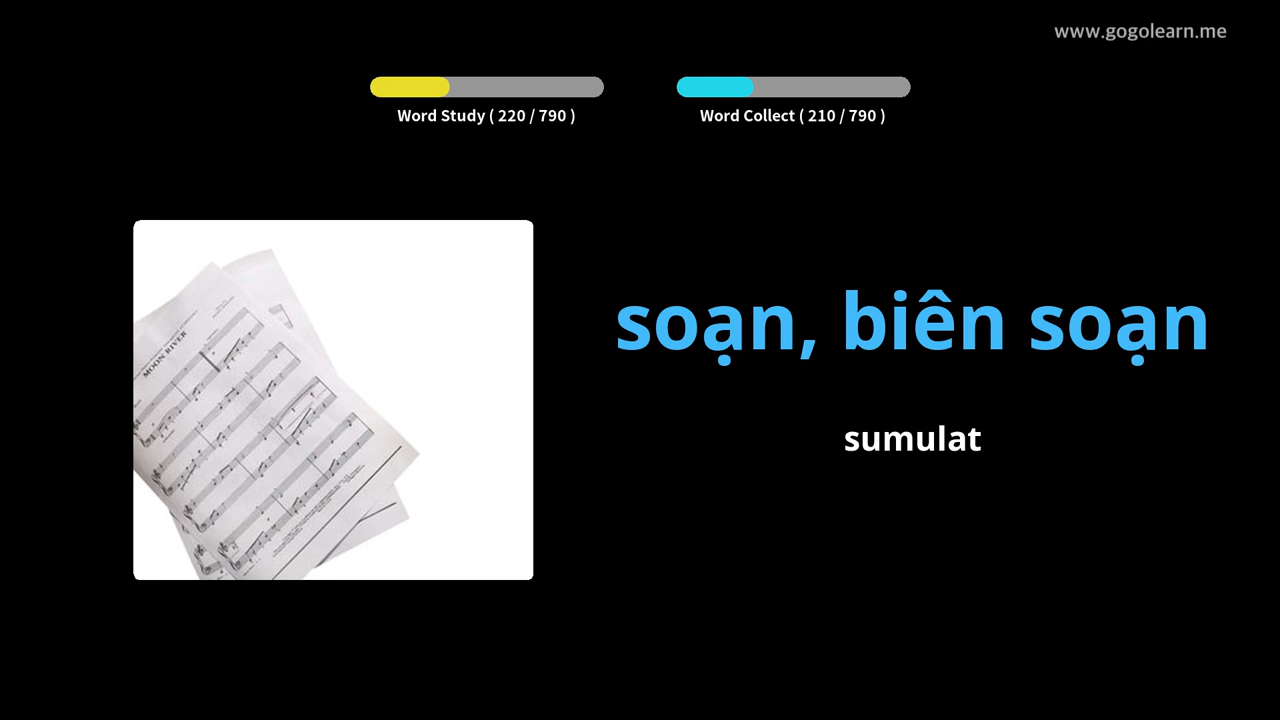 www.gogolearn.me
Word Study ( 220 / 790 )
Word Collect ( 210 / 790 )
MOON RIVER
soạn, biên soạn
sumulat